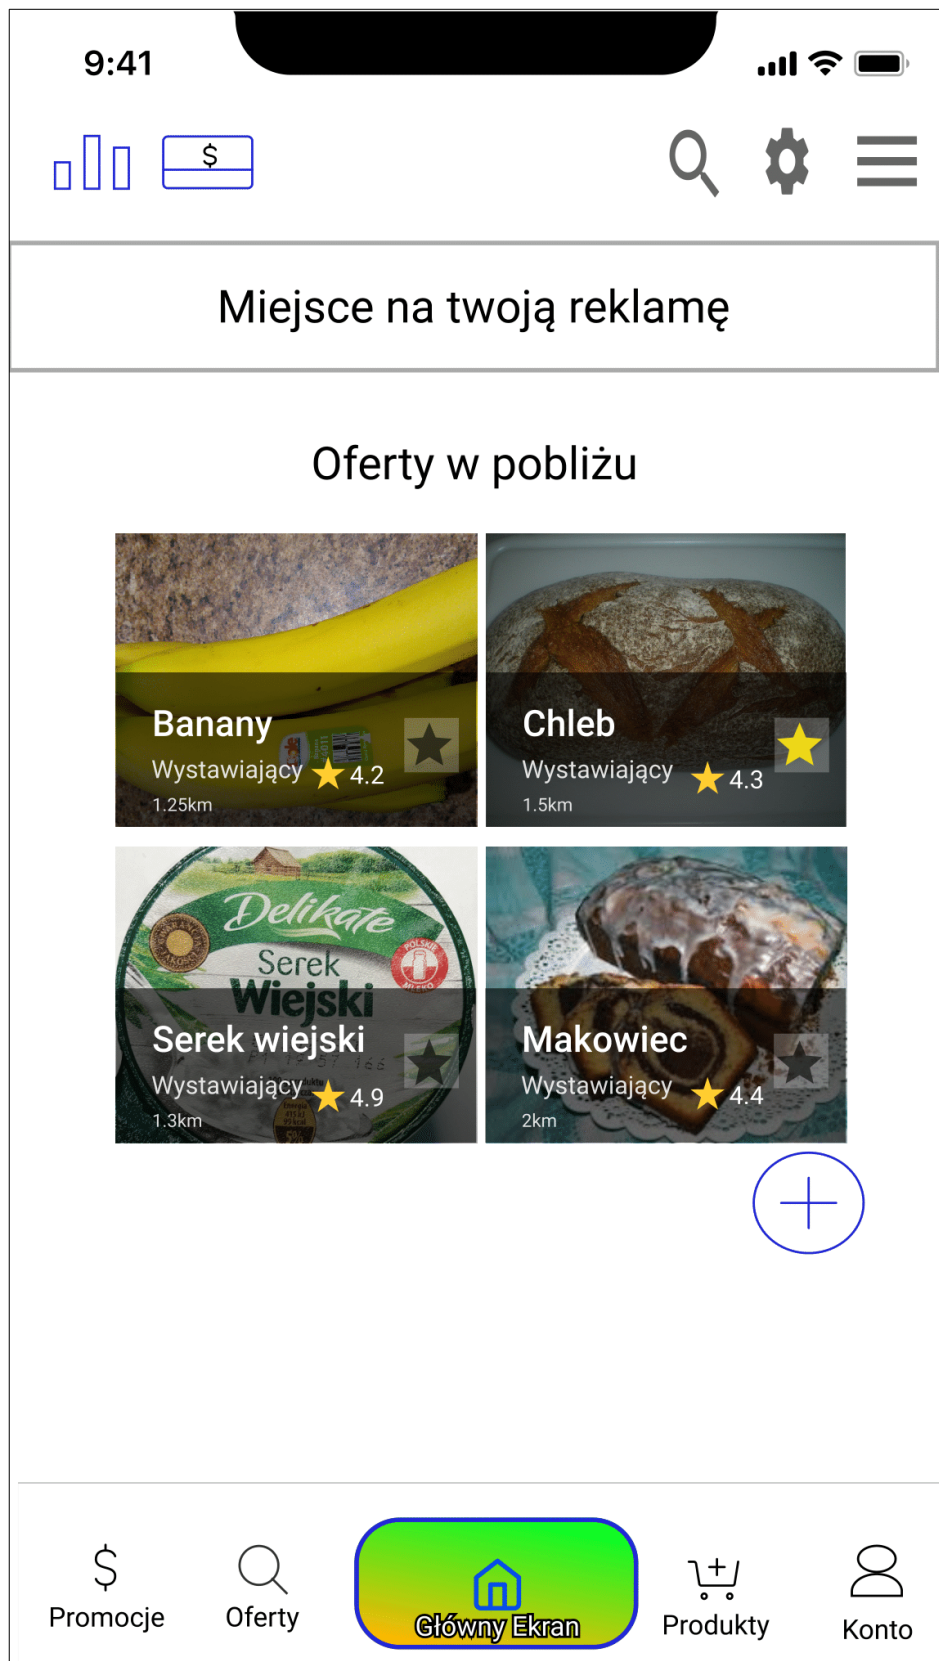 9:41
$
Miejsce na twoją reklamę
Oferty w pobliżu
Banany
Wystawiający 4.2
1.25km
Chleb
Wystawiający 4.3
1.5km
Delikate
POLSKIE
MLEKO
Serek
Wiejski
Serek wiejski
Wystawiający 4.9
1.3km
Makowiec
Wystawiający 4.4
2km
$
Promocje
Oferty
Główny Ekran
Produkty
Konto